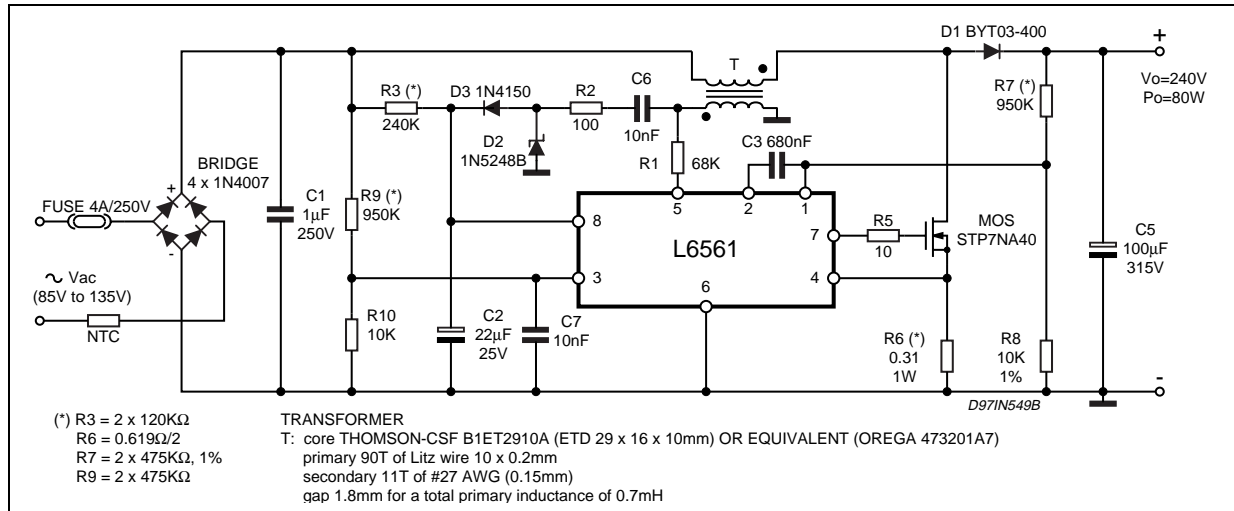 D1 BYT03-400
+
Vo=240V
Po=80W
T
C6
10nF
R3 (*)
240K
D3 1N4150
R2
100
D2
1N5248B
R7 (*)
950K
C3 680nF
R1
68K
BRIDGE
4 x 1N4007
+
-
FUSE 4A/250V
C1
1µF
250V
R9 (*)
950K
5
2
1
8
3
7
4
6
L6561
R5
10
MOS
STP7NA40
C5
100µF
315V
~ Vac
(85V to 135V)
NTC
R10
10K
C2
22µF
25V
C7
10nF
R6 (*)
0.31
1W
R8
10K
1%
-
D97IN549B
(*) R3 = 2 x 120KΩ
R6 = 0.619Ω/2
R7 = 2 x 475KΩ, 1%
R9 = 2 x 475KΩ
TRANSFORMER
T: core THOMSON-CSF B1ET2910A (ETD 29 x 16 x 10mm) OR EQUIVALENT (OREGA 473201A7)
primary 90T of Litz wire 10 x 0.2mm
secondary 11T of #27 AWG (0.15mm)
gap 1.8mm for a total primary inductance of 0.7mH